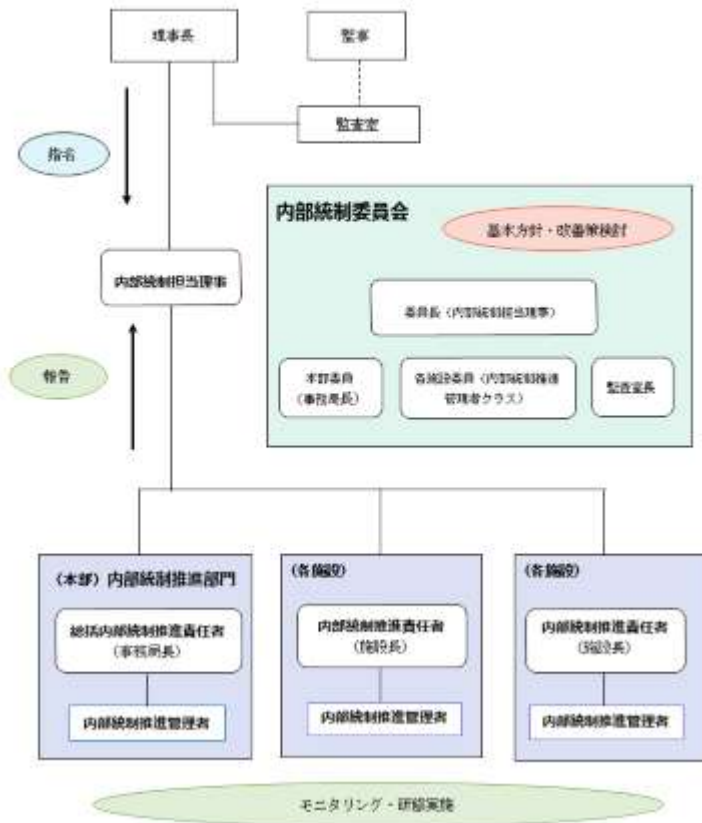 理事長
監事
監査室
指名
内部統制委員会
基本方針・改善策検討
内部統制担当理事
委員長(内部統制担当理事)
報告
本部委員
(事務局長)
各施設委員(内部統制推進
管理者クラス)
監査室長
(本部)内部統制推進部門
(各施設)
(各施設)
総括内部統制推進責任者
(事務局長)
内部統制推進責任者
(施設長)
内部統制推進責任者
(施設長)
内部統制推進管理者
内部統制推進管理者
内部統制推進管理者
モニタリング・研修実施